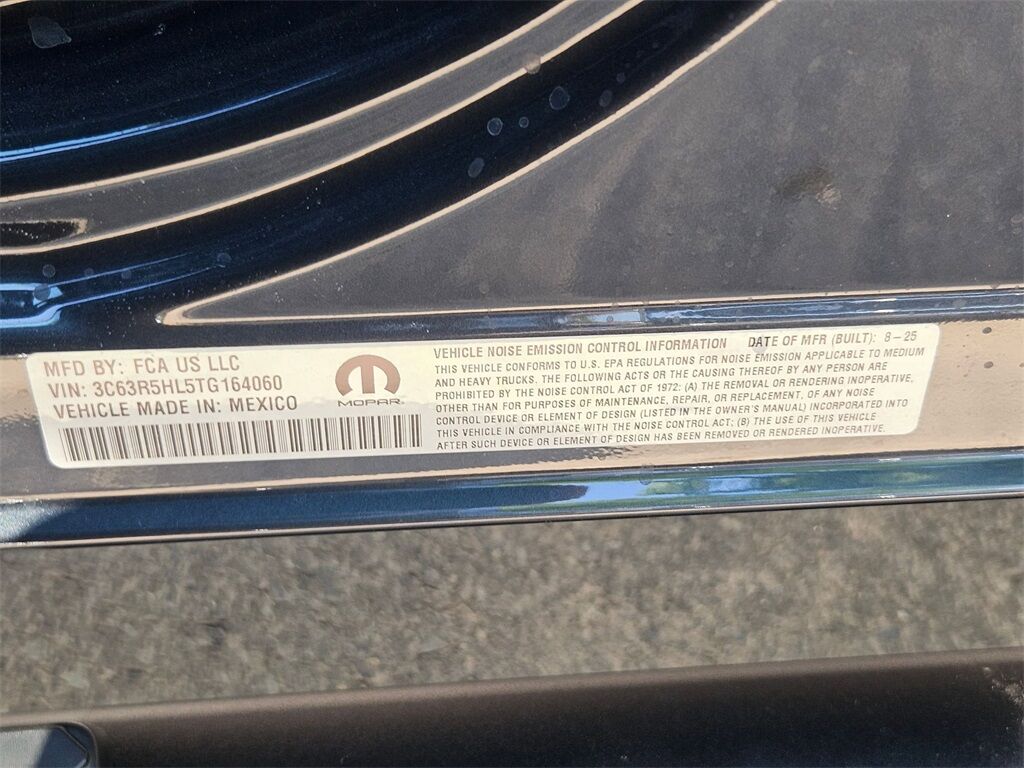 MFD BY: FCA US LLC
VIN: 3C63R5HL5TG164060
VEHICLE MADE IN: MEXICO
MOPAR
VEHICLE NOISE EMISSION CONTROL INFORMATION DATE OF MFR (BUILT): 8-25
THIS VEHICLE CONFORMS TO U.S. EPA REGULATIONS FOR NOISE EMISSION APPLICABLE TO MEDIUM
AND HEAVY TRUCKS. THE FOLLOWING ACTS OR THE CAUSING THEREOF BY ANY PERSON ARE
PROHIBITED BY THE NOISE CONTROL ACT OF 1972: (A) THE REMOVAL OR RENDERING INOPERATIVE,
OTHER THAN FOR PURPOSES OF MAINTENANCE, REPAIR, OR REPLACEMENT, OF ANY NOISE
CONTROL DEVICE OR ELEMENT OF DESIGN (LISTED IN THE OWNER'S MANUAL) INCORPORATED INTO
THIS VEHICLE IN COMPLIANCE WITH THE NOISE CONTROL ACT; (B) THE USE OF THIS VEHICLE
AFTER SUCH DEVICE OR ELEMENT OF DESIGN HAS BEEN REMOVED OR RENDERED INOPERATIVE.